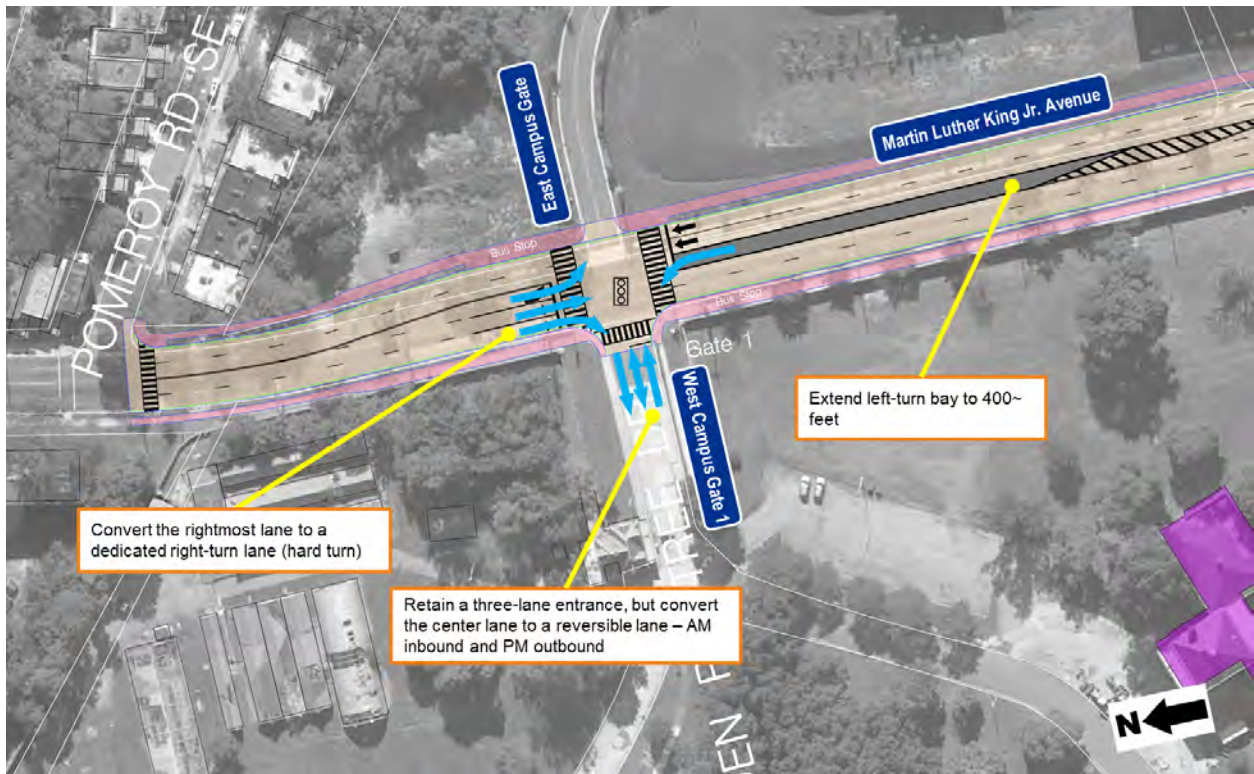 POMEROY RD. SE
East Campus Gate
Martin Luther King Jr. Avenue
Bus Stop
Bus Stop
Gate 1
West Campus Gate 1
Extend left-turn bay to 400~
feet
Convert the rightmost lane to a
dedicated right-turn lane (hard turn)
Retain a three-lane entrance, but convert
the center lane to a reversible lane – AM
inbound and PM outbound
N